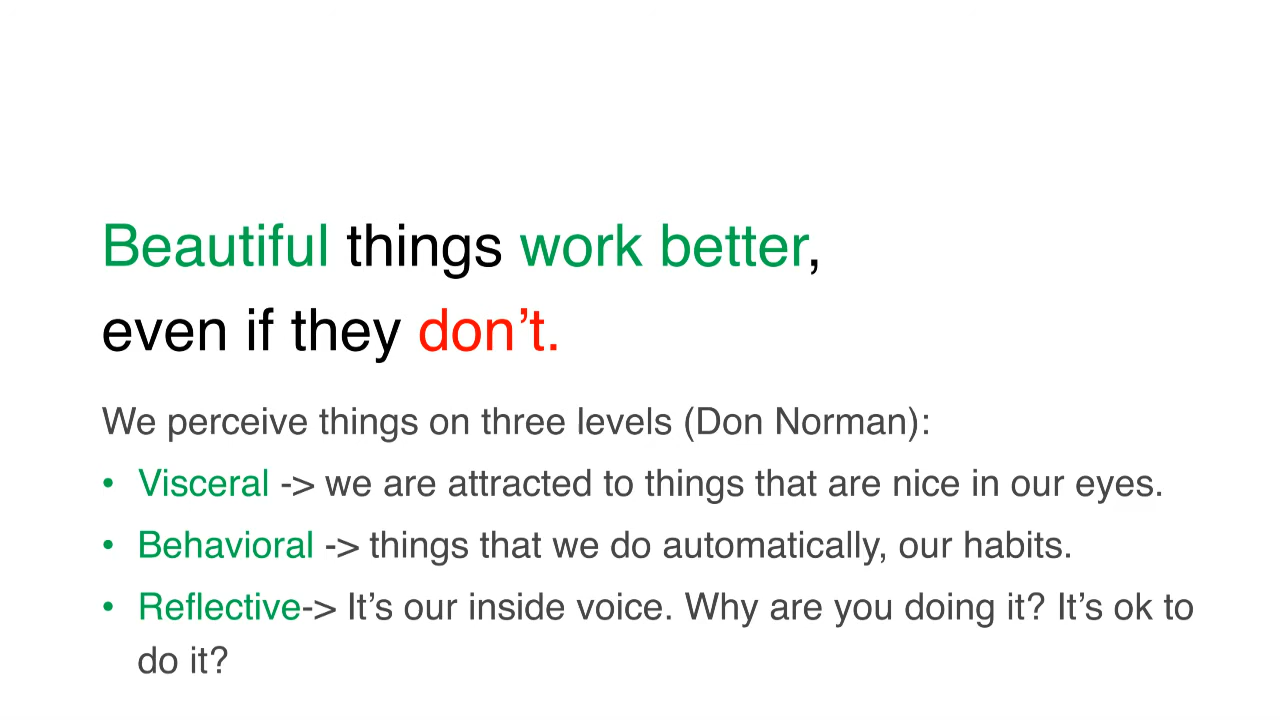 Beautiful things work better,
even if they don’t.
We perceive things on three levels (Don Norman):
• Visceral -> we are attracted to things that are nice in our eyes.
• Behavioral -> things that we do automatically, our habits.
• Reflective-> It’s our inside voice. Why are you doing it? It’s ok to
do it?